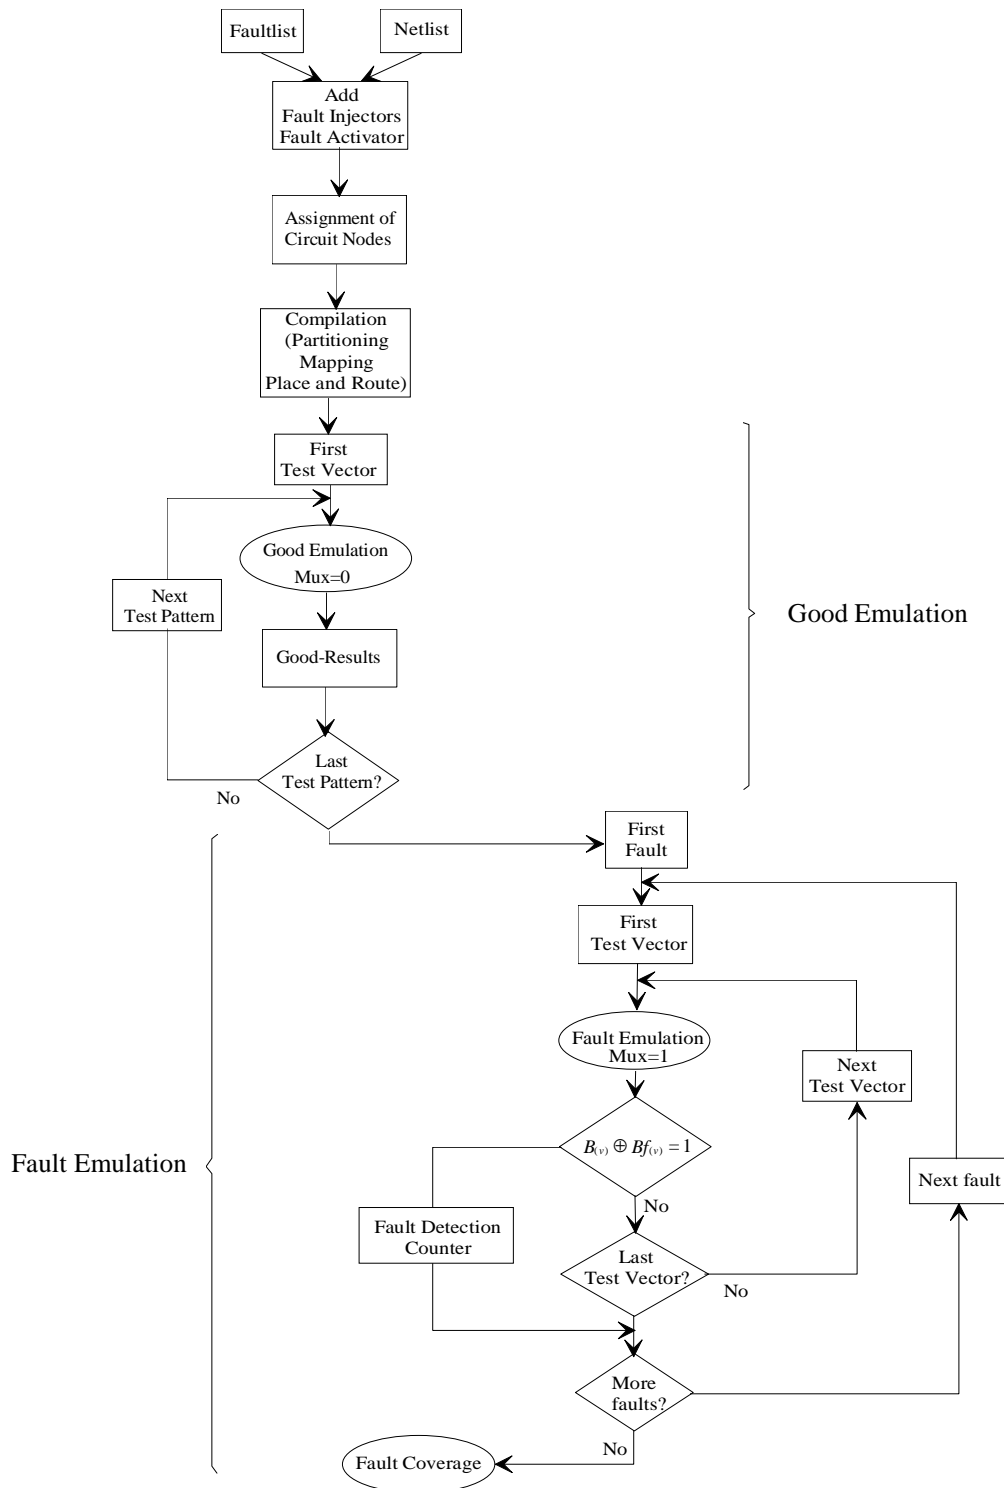 Faultlist
Netlist
Add
Fault Injectors
Fault Activator
Assignment of
Circuit Nodes
Compilation
(Partitioning
Mapping
Place and Route)
First
Test Vector
Good Emulation
Mux=0
Next
Test Pattern
Good-Results
Good Emulation
Last
Test Pattern?
No
First
Fault
First
Test Vector
Fault Emulation
Mux=1
Next
Test Vector
B(v) ⊕ Bf(v) = 1
Fault Emulation
Next fault
No
Fault Detection
Counter
Last
Test Vector?
No
More
faults?
No
Fault Coverage